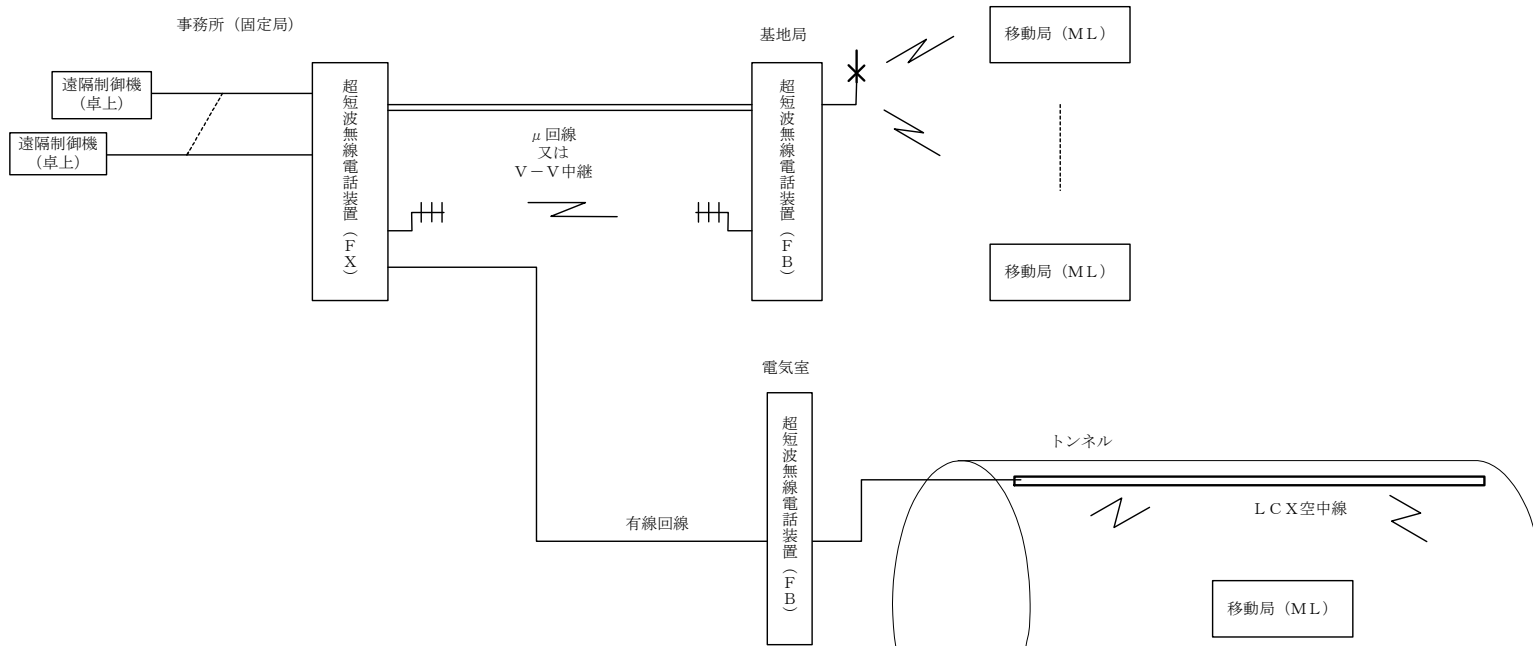 事務所（固定局）
基地局
移動局（ＭＬ）
遠隔制御機
（卓上）
遠隔制御機
（卓上）
超短波無線電話装置（ＦＸ）
μ回線
又は
Ｖ－Ｖ中継
超短波無線電話装置（ＦＢ）
移動局（ＭＬ）
電気室
超短波無線電話装置（ＦＢ）
トンネル
有線回線
ＬＣＸ空中線
移動局（ＭＬ）